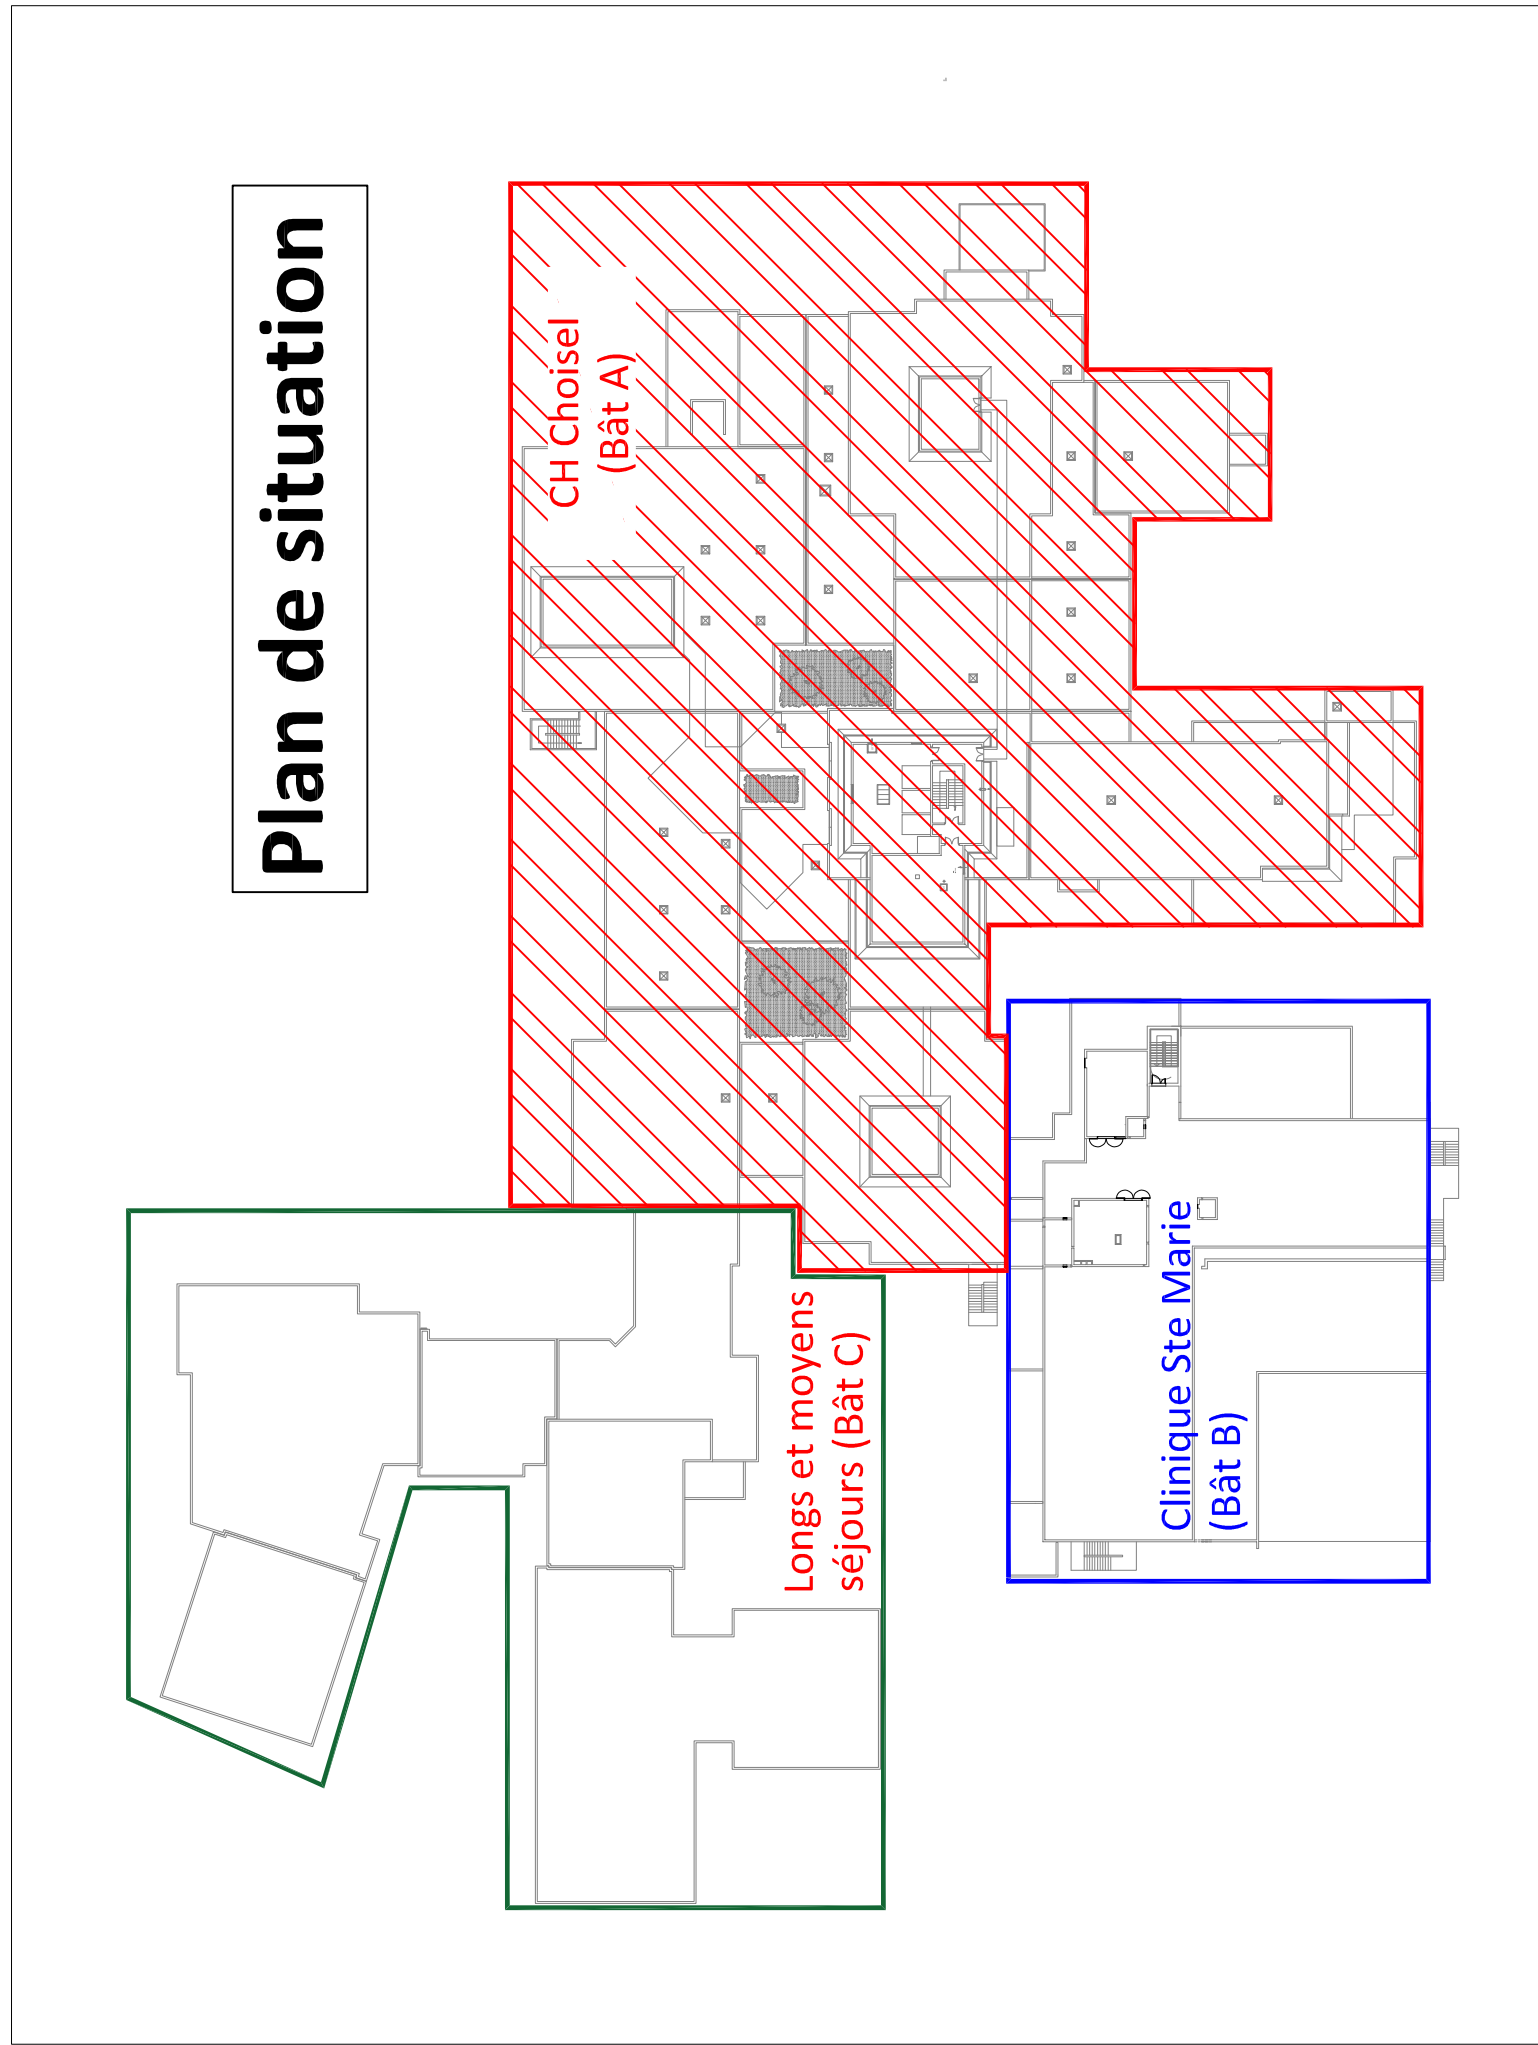 Plan de situation
CH Choisel
(Bât A)
Longs et moyens
séjours (Bât C)
Clinique Ste Marie
(Bât B)